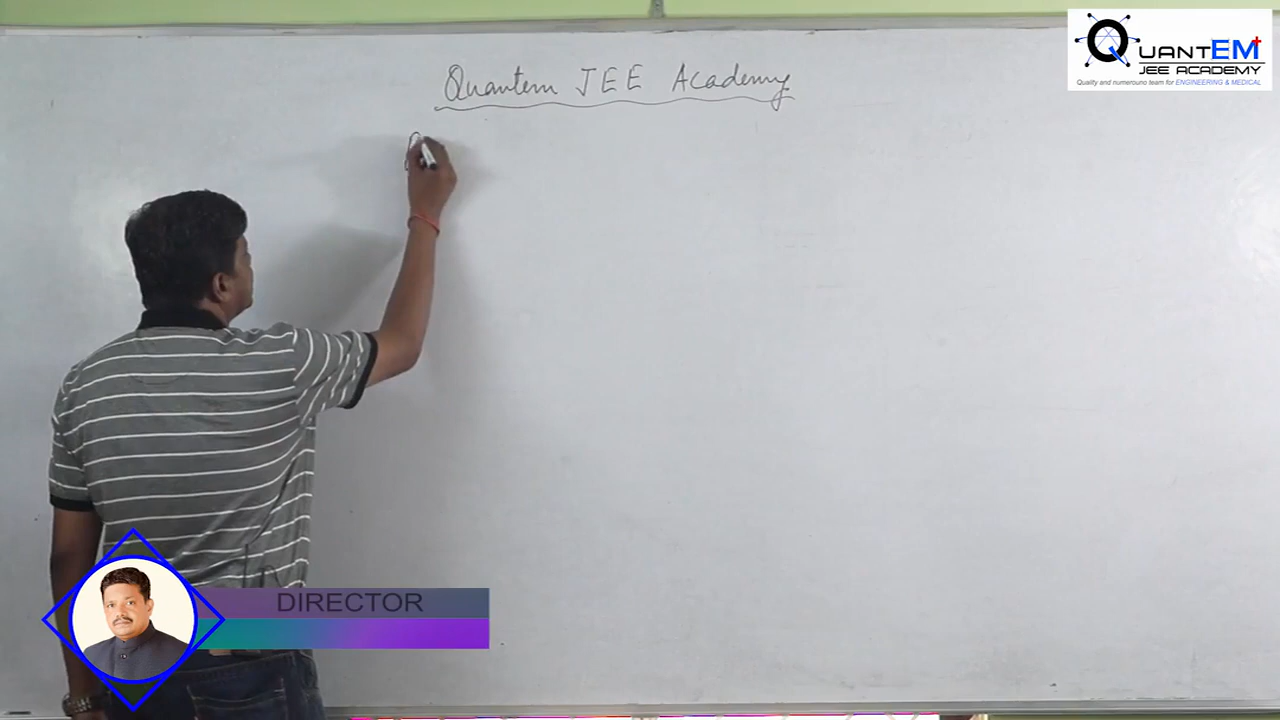 QUANTEM
JEE ACADEMY
Quality and numerouno team for ENGINEERING & MEDICAL
Quantem JEE Academy
DIRECTOR